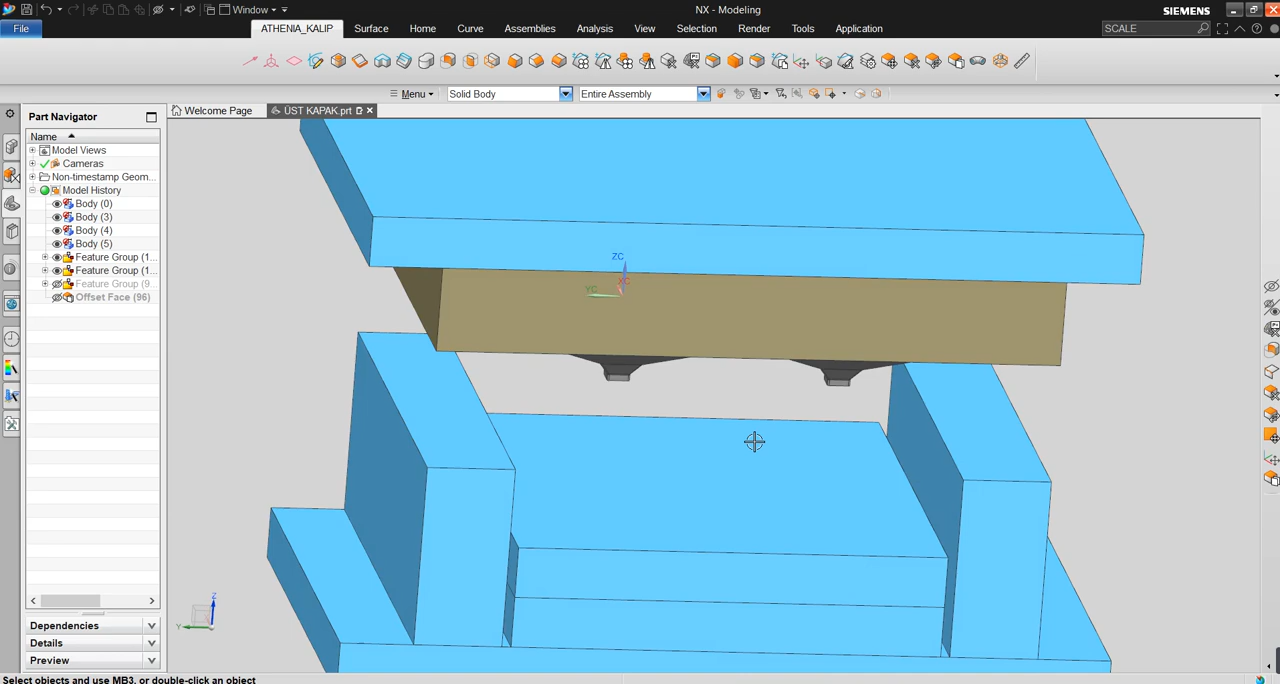 NX - Modeling
SIEMENS
Window
File
ATHENIA_KALIP
Surface
Home
Curve
Assemblies
Analysis
View
Selection
Render
Tools
Application
SCALE
Menu
Solid Body
Entire Assembly
Welcome Page
ÜST KAPAK.prt
Part Navigator
Name
Model Views
Cameras
Non-timestamp Geom...
Model History
Body (0)
Body (3)
Body (4)
Body (5)
Feature Group (1...
Feature Group (1...
Feature Group (9...
Offset Face (96)
Dependencies
Details
Preview
ZC
YC
XC
Z
Y
Select objects and use MB3, or double-click an object